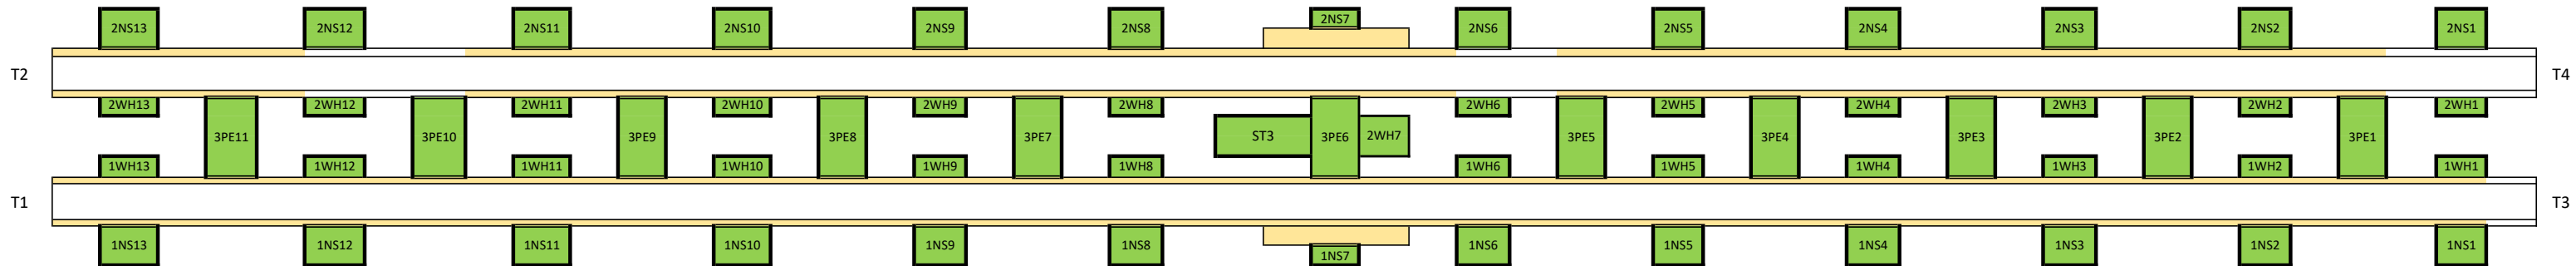 2NS13 2NS12 2NS11 2NS10 2NS9 2NS8 2NS7 2NS6 2NS5 2NS4 2NS3 2NS2 2NS1
T2 T4
2WH13 2WH12 2WH11 2WH10 2WH9 2WH8 2WH6 2WH5 2WH4 2WH3 2WH2 2WH1
3PE11 3PE10 3PE9 3PE8 3PE7 ST3 3PE6 2WH7 3PE5 3PE4 3PE3 3PE2 3PE1
1WH13 1WH12 1WH11 1WH10 1WH9 1WH8 1WH6 1WH5 1WH4 1WH3 1WH2 1WH1
T1 T3
1NS13 1NS12 1NS11 1NS10 1NS9 1NS8 1NS7 1NS6 1NS5 1NS4 1NS3 1NS2 1NS1